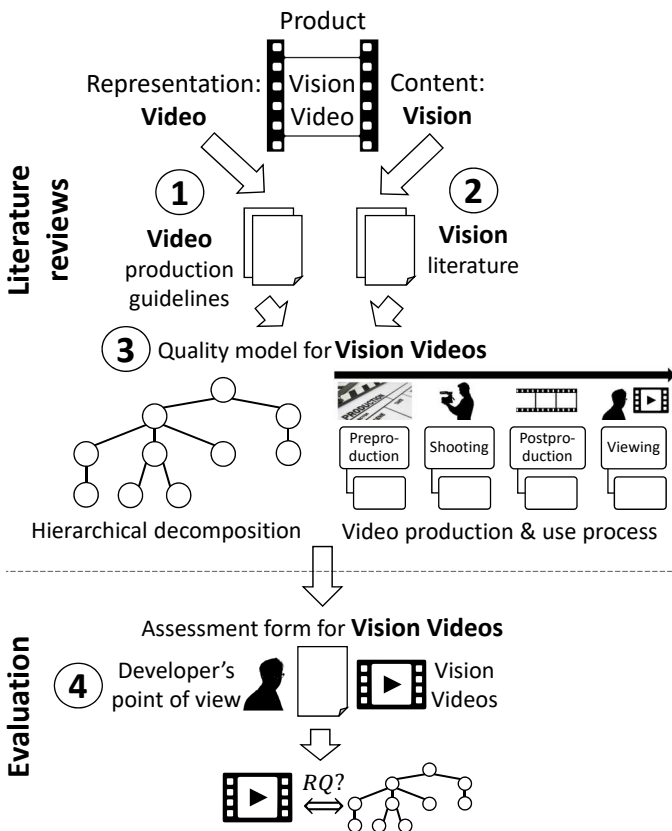 Product
Representation:
Video
Vision
Video
Content:
Vision
Literature
reviews
1
Video
production
guidelines
2
Vision
literature
3 Quality model for Vision Videos
PRODUCTION
Prepro-
duction
Shooting
Postpro-
duction
Viewing
Hierarchical decomposition
Video production & use process
Evaluation
Assessment form for Vision Videos
4
Developer's
point of view
Vision
Videos
RQ?